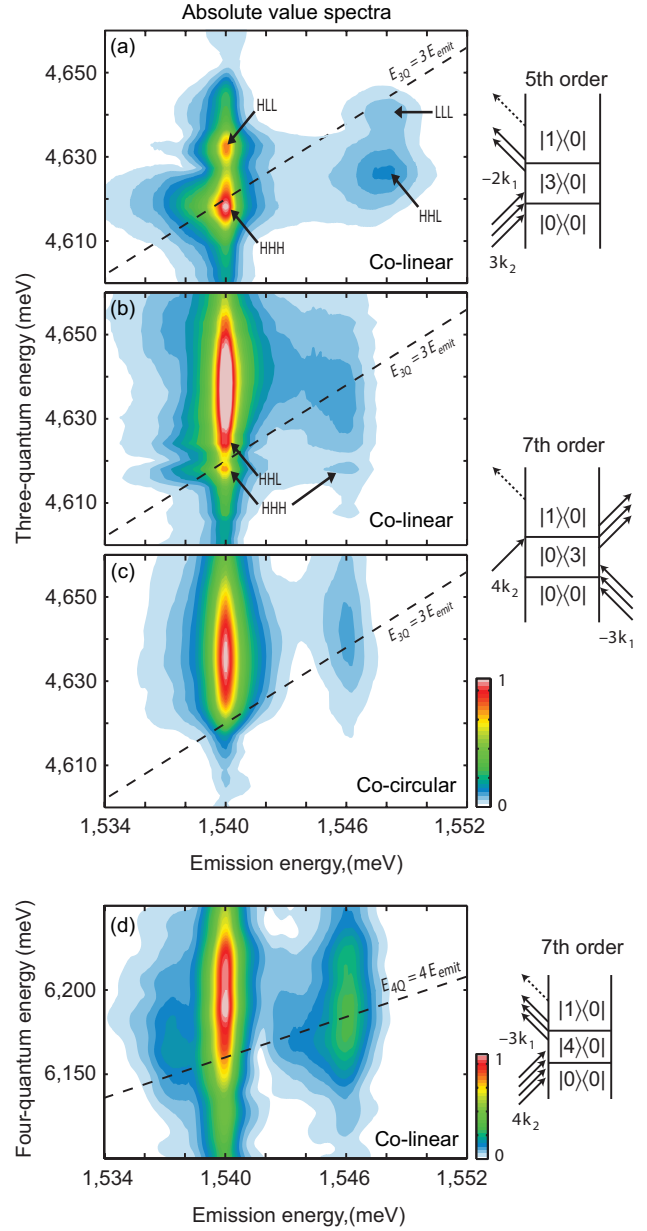 Absolute value spectra
(a)
4,650
4,630
4,610
E3Q = 3 Eemit
HLL
LLL
HHL
HHH
Co-linear
5th order
|1⟩⟨0|
-2k1
|3⟩⟨0|
|0⟩⟨0|
3k2
Three-quantum energy (meV)
(b)
4,650
4,630
4,610
E3Q = 3 Eemit
HHL
HHH
Co-linear
7th order
|1⟩⟨0|
|0⟩⟨3|
4k2
|0⟩⟨0|
-3k1
(c)
4,650
4,630
4,610
E3Q = 3 Eemit
1
0
Co-circular
1,534
1,540
1,546
1,552
Emission energy,(meV)
Four-quantum energy (meV)
(d)
6,200
6,150
E4Q = 4 Eemit
1
0
Co-linear
7th order
|1⟩⟨0|
-3k1
|4⟩⟨0|
|0⟩⟨0|
4k2
1,534
1,540
1,546
1,552
Emission energy,(meV)